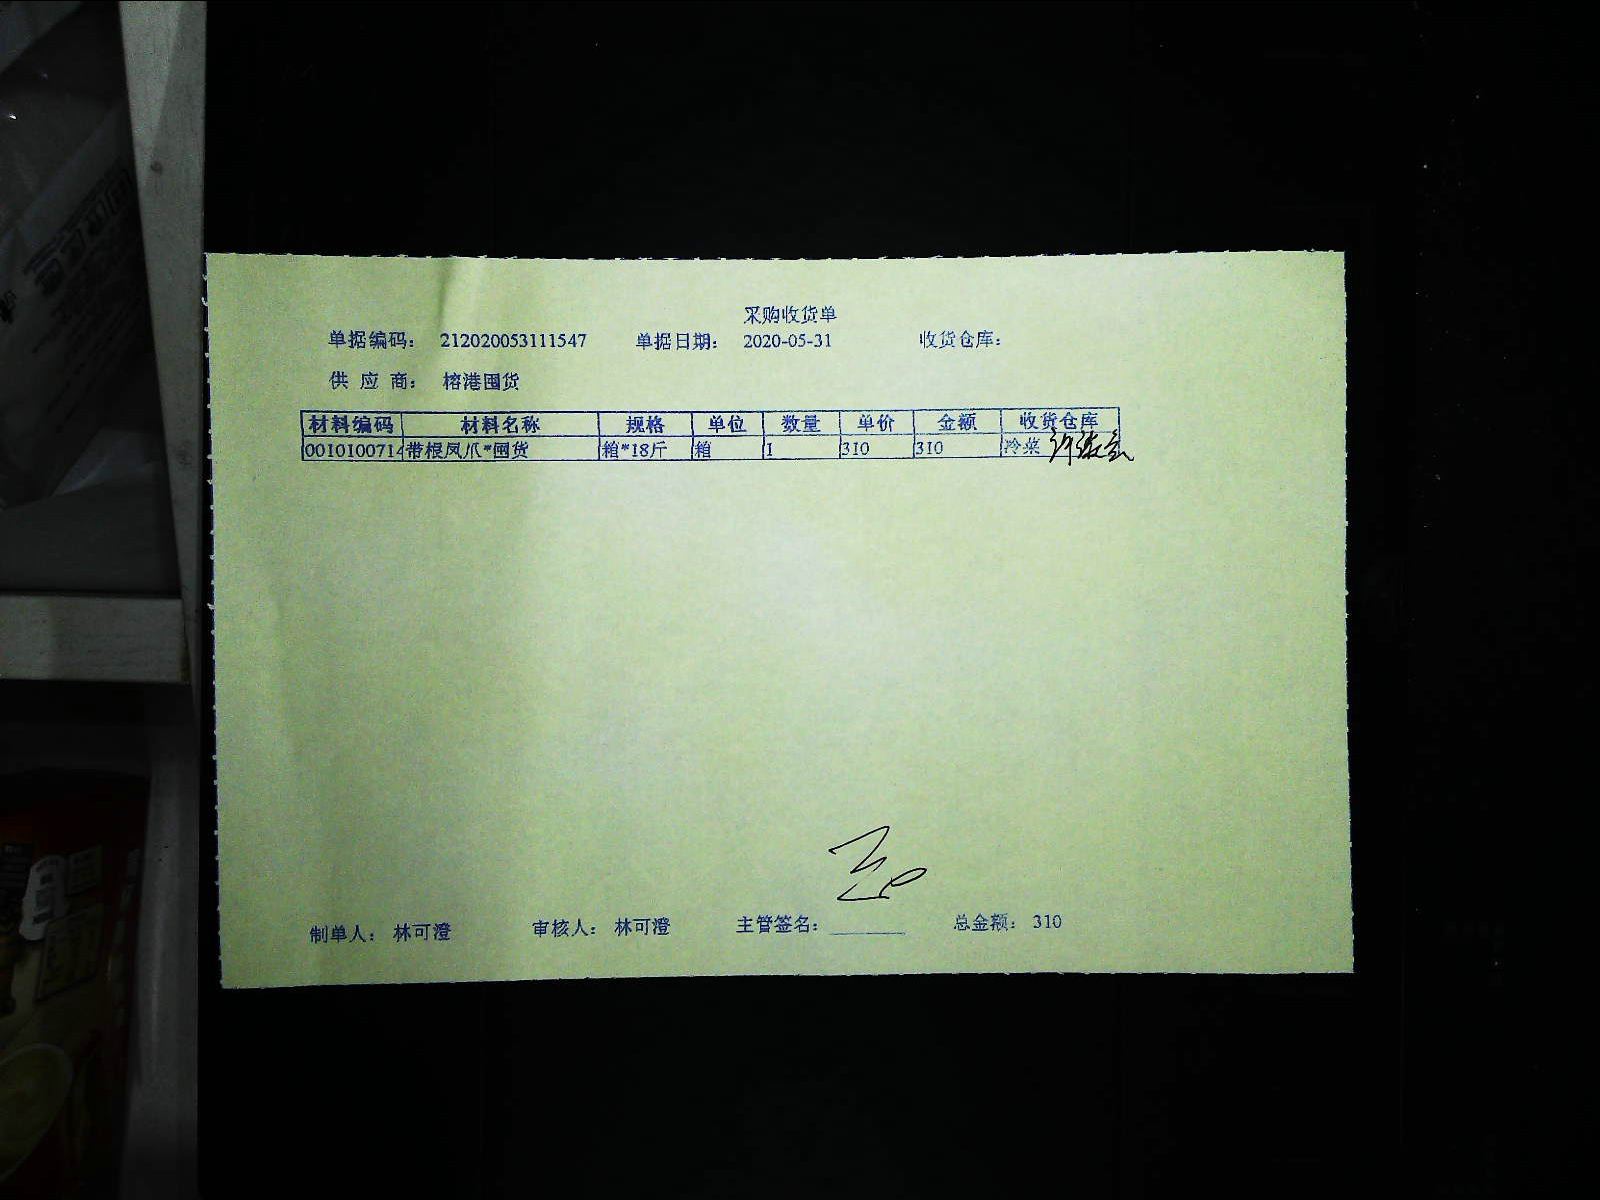 采购收货单
单据编码： 212020053111547 单据日期： 2020-05-31 收货仓库：
供 应 商： 榕港囤货
材料编码 材料名称 规格 单位 数量 单价 金额 收货仓库
0010100714 带根凤爪*囤货 箱*18斤 箱 1 310 310 冷菜
制单人： 林可澄 审核人： 林可澄 主管签名： 总金额： 310